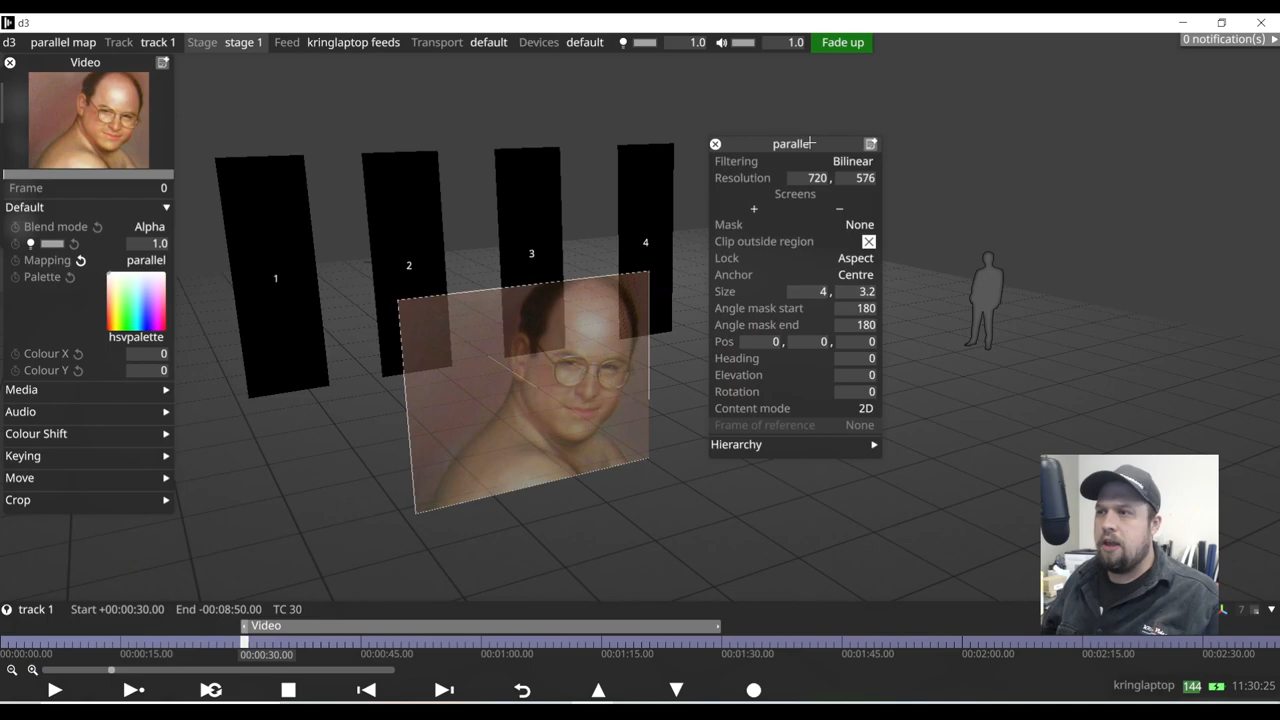 d3
d3 parallel map Track track 1 Stage stage 1 Feed kringlaptop feeds Transport default Devices default 1.0 1.0 Fade up 0 notification(s)
Video
Frame 0
Default
Blend mode Alpha
1.0
Mapping parallel
Palette
hsvpalette
Colour X 0
Colour Y 0
Media
Audio
Colour Shift
Keying
Move
Crop
1
2
3
4
parallel
Filtering Bilinear
Resolution 720, 576
Screens
+ −
Mask None
Clip outside region
Lock Aspect
Anchor Centre
Size 4, 3.2
Angle mask start 180
Angle mask end 180
Pos 0, 0, 0
Heading 0
Elevation 0
Rotation 0
Content mode 2D
Frame of reference None
Hierarchy
track 1 Start +00:00:30.00 End -00:08:50.00 TC 30
7
Video
00:00:00.00 00:00:15.00 00:00:30.00 00:00:45.00 00:01:00.00 00:01:15.00 00:01:30.00 00:01:45.00 00:02:00.00 00:02:15.00 00:02:30.00
kringlaptop 144 11:30:25